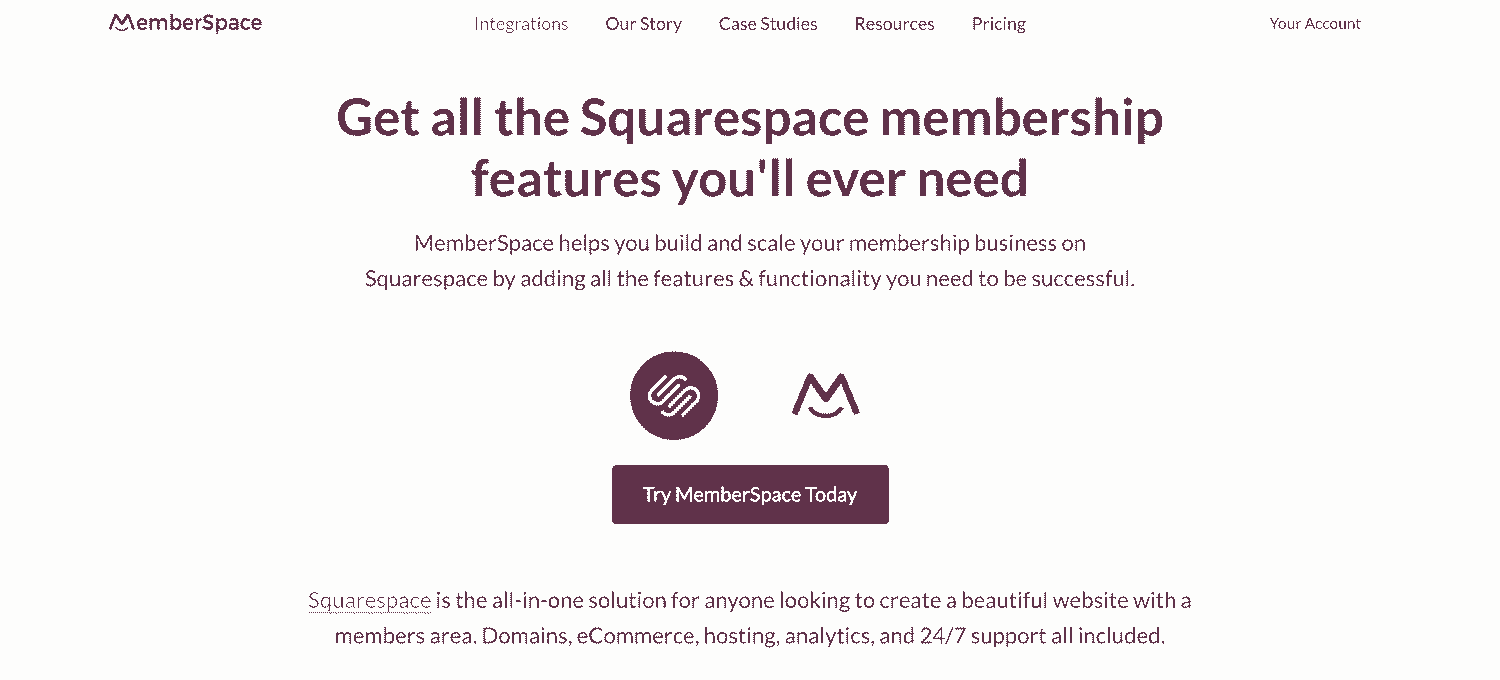 MemberSpace Integrations Our Story Case Studies Resources Pricing Your Account
Get all the Squarespace membership
features you'll ever need
MemberSpace helps you build and scale your membership business on
Squarespace by adding all the features & functionality you need to be successful.
Try MemberSpace Today
Squarespace is the all-in-one solution for anyone looking to create a beautiful website with a
members area. Domains, eCommerce, hosting, analytics, and 24/7 support all included.